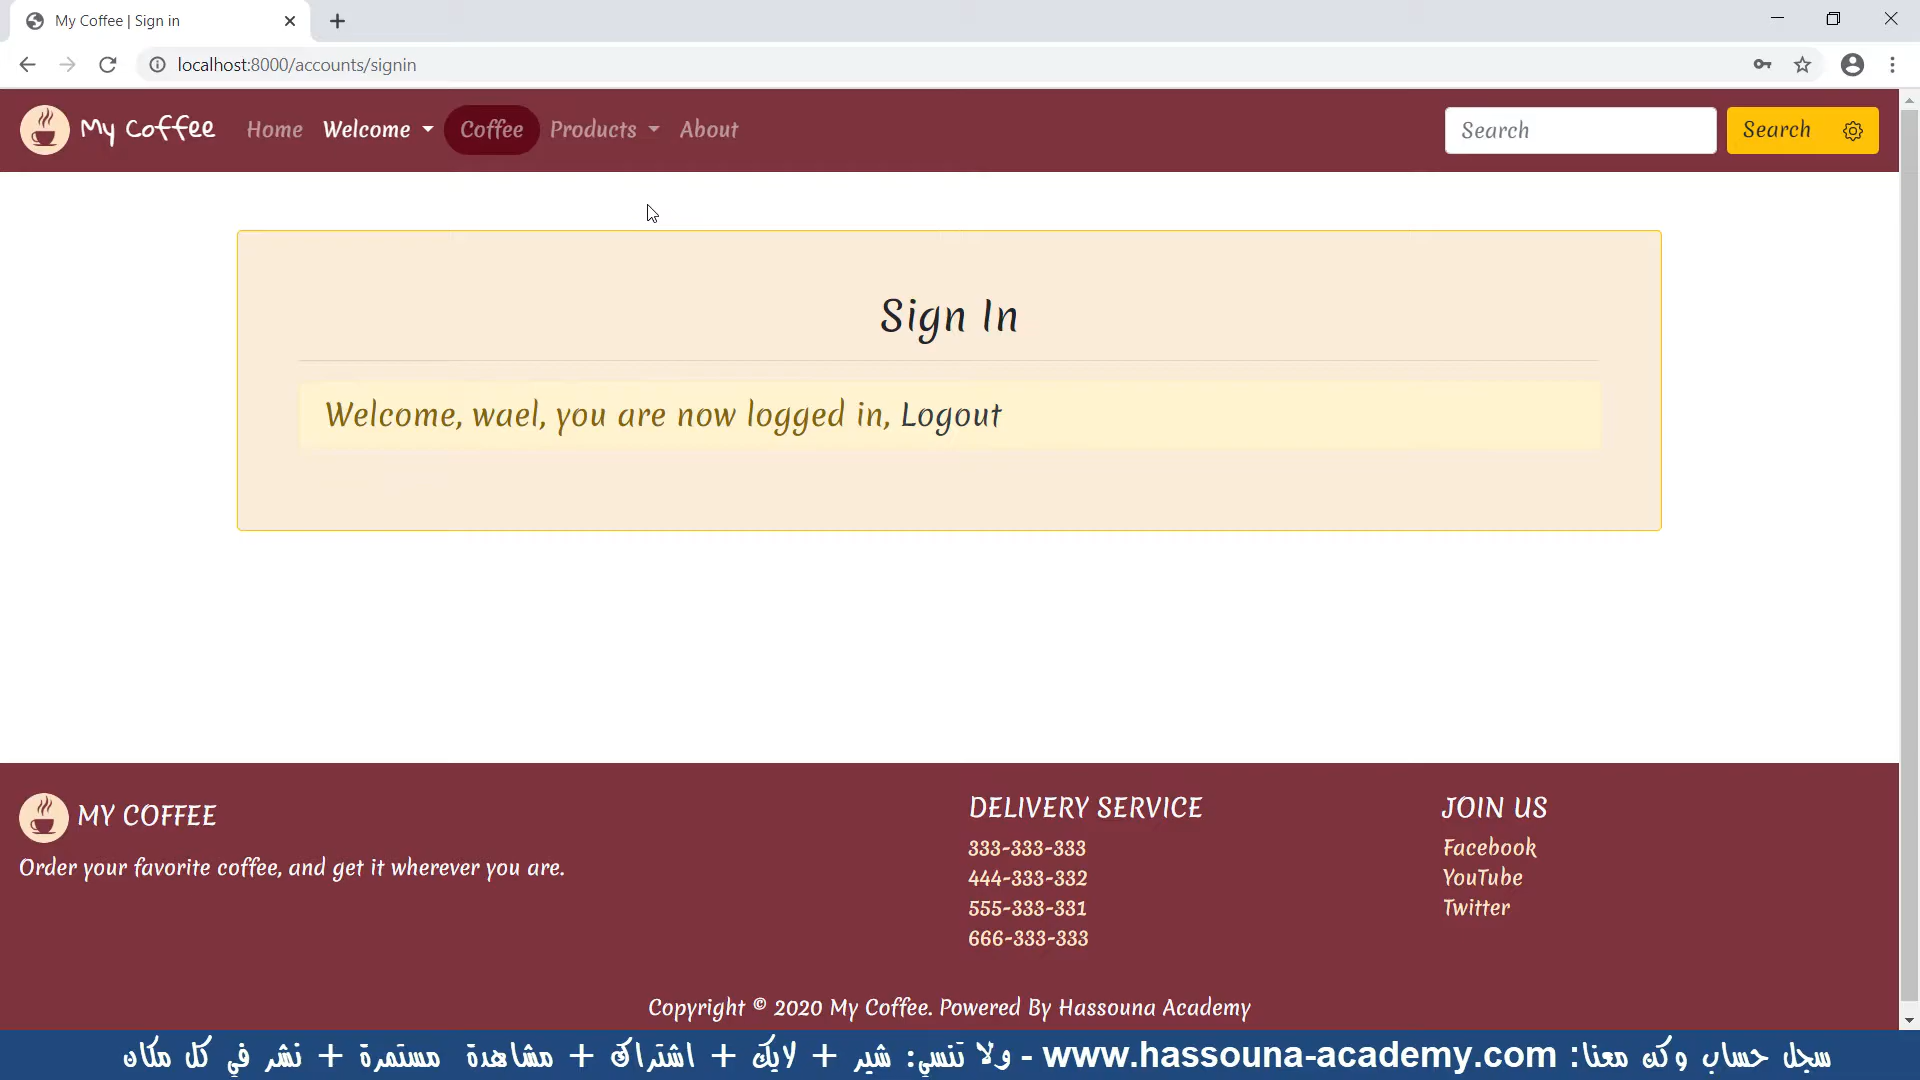 My Coffee | Sign in
localhost:8000/accounts/signin
My Coffee Home Welcome Coffee Products About Search Search
Sign In
Welcome, wael, you are now logged in, Logout
MY COFFEE
Order your favorite coffee, and get it wherever you are.
DELIVERY SERVICE
333-333-333
444-333-332
555-333-331
666-333-333
JOIN US
Facebook
YouTube
Twitter
Copyright © 2020 My Coffee. Powered By Hassouna Academy
سجل حساب وكن معنا: www.hassouna-academy.com - ولا تنسى: شير + لايك + اشتراك + مشاهدة مستمرة + نشر في كل مكان